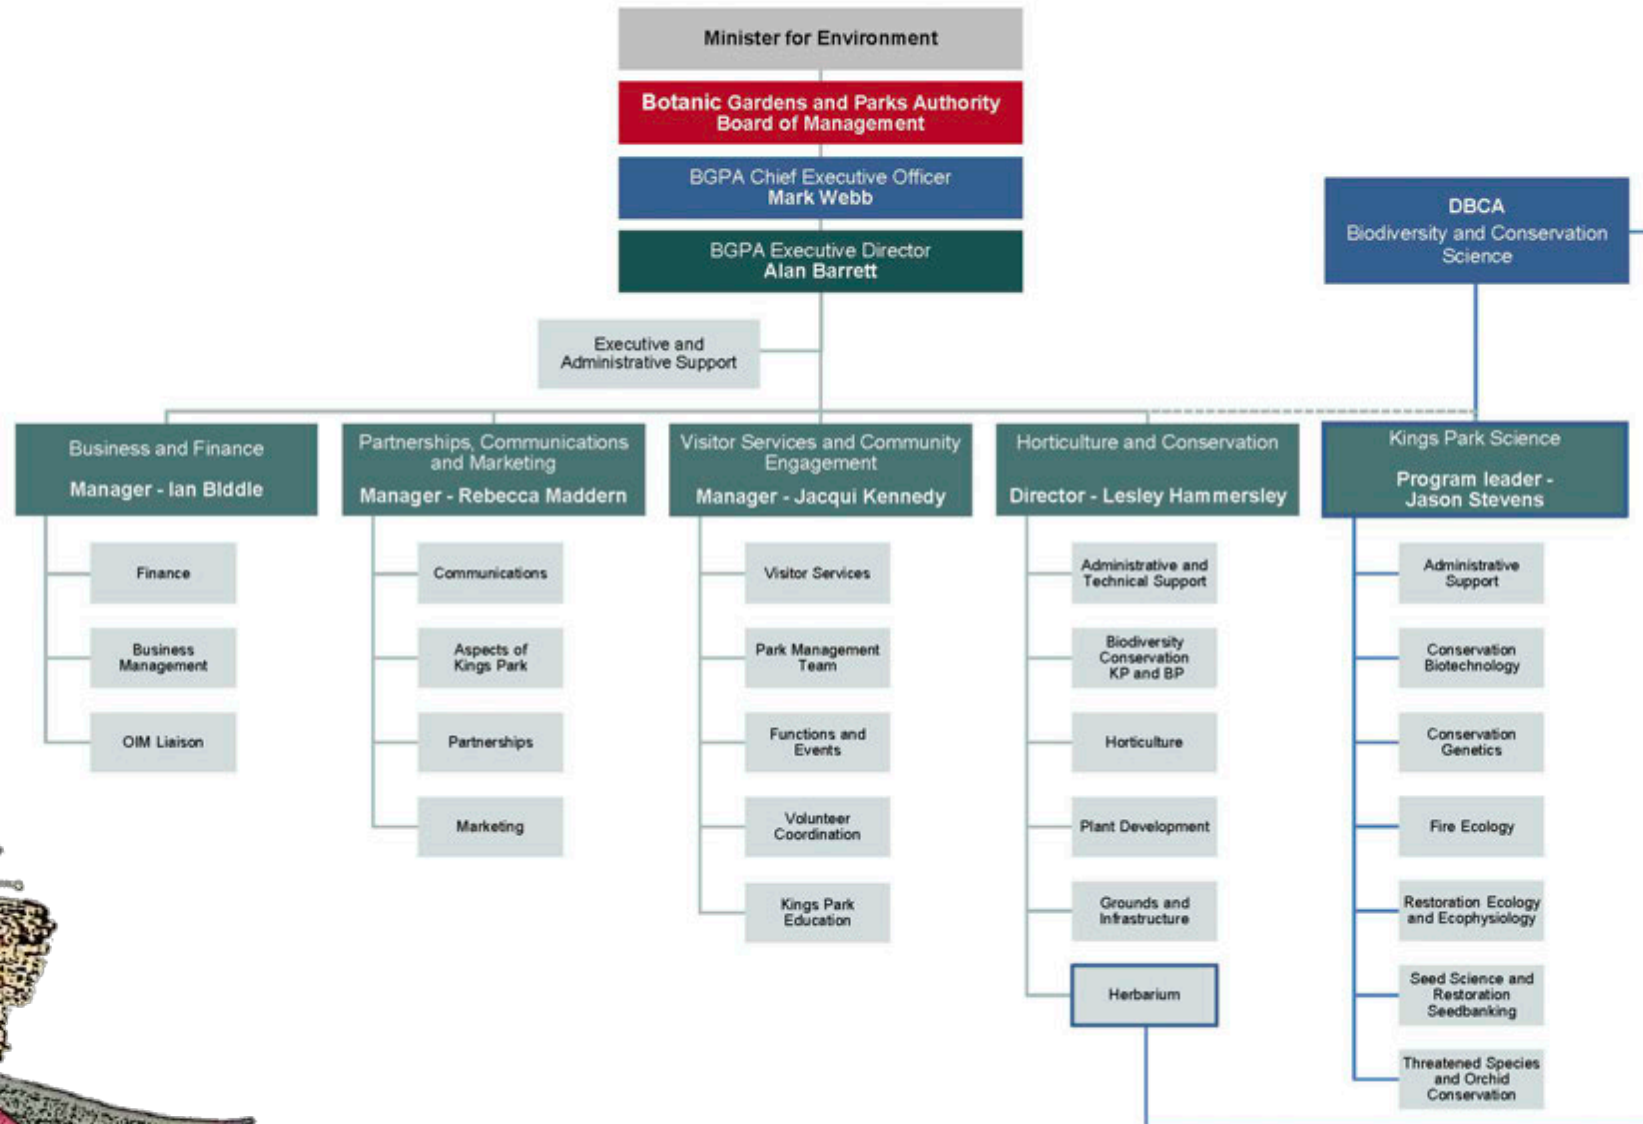 Minister for Environment
Botanic Gardens and Parks Authority
Board of Management
BGPA Chief Executive Officer
Mark Webb
BGPA Executive Director
Alan Barrett
DBCA
Biodiversity and Conservation
Science
Executive and
Administrative Support
Business and Finance
Manager - Ian BIddle
Partnerships, Communications
and Marketing
Manager - Rebecca Maddern
Visitor Services and Community
Engagement
Manager - Jacqui Kennedy
Horticulture and Conservation
Director - Lesley Hammersley
Kings Park Science
Program leader -
Jason Stevens
Finance
Business
Management
OIM Liaison
Communications
Aspects of
Kings Park
Partnerships
Marketing
Visitor Services
Park Management
Team
Functions and
Events
Volunteer
Coordination
Kings Park
Education
Administrative and
Technical Support
Biodiversity
Conservation
KP and BP
Horticulture
Plant Development
Grounds and
Infrastructure
Herbarium
Administrative
Support
Conservation
Biotechnology
Conservation
Genetics
Fire Ecology
Restoration Ecology
and Ecophysiology
Seed Science and
Restoration
Seedbanking
Threatened Species
and Orchid
Conservation